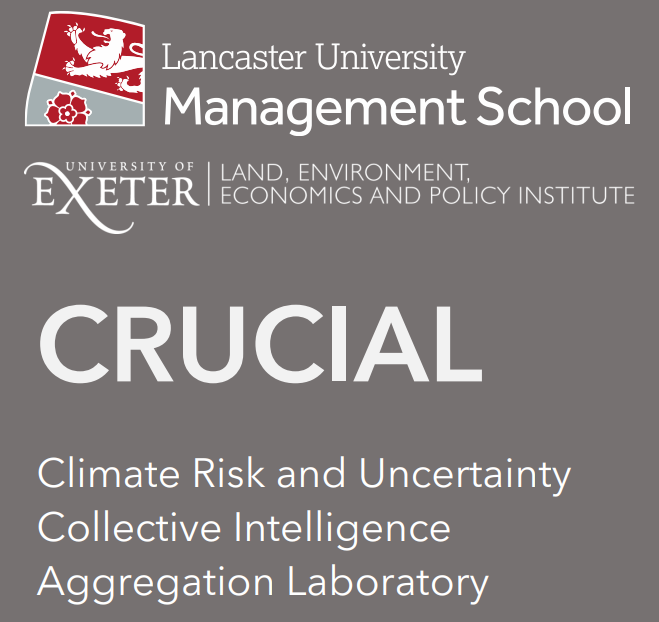 Lancaster University
Management School
UNIVERSITY OF
EXETER
LAND, ENVIRONMENT,
ECONOMICS AND POLICY INSTITUTE
CRUCIAL
Climate Risk and Uncertainty
Collective Intelligence
Aggregation Laboratory